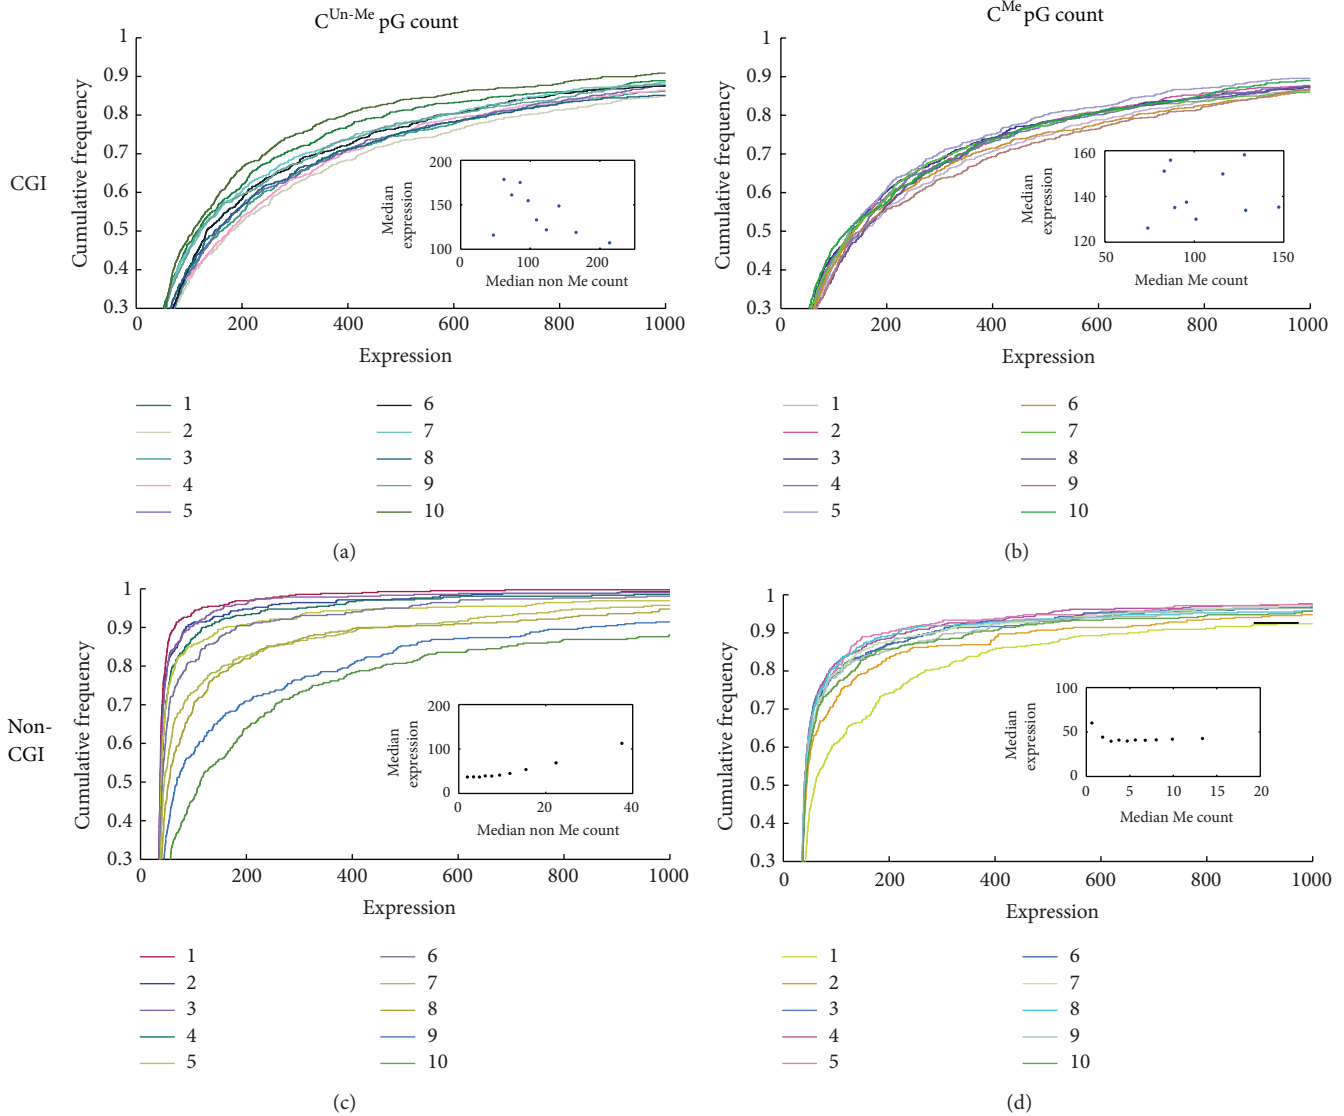 C^Un-Me pG count
C^Me pG count
CGI
Cumulative frequency
1
0.9
0.8
0.7
0.6
0.5
0.4
0.3
0 200 400 600 800 1000
Expression
Median expression
200
150
100
0 100 200
Median non Me count
1 6
2 7
3 8
4 9
5 10
(a)
Cumulative frequency
1
0.9
0.8
0.7
0.6
0.5
0.4
0.3
0 200 400 600 800 1000
Expression
Median expression
160
140
120
50 100 150
Median Me count
1 6
2 7
3 8
4 9
5 10
(b)
Non-
CGI
Cumulative frequency
1
0.9
0.8
0.7
0.6
0.5
0.4
0.3
0 200 400 600 800 1000
Expression
Median expression
200
100
0
0 20 40
Median non Me count
1 6
2 7
3 8
4 9
5 10
(c)
Cumulative frequency
1
0.9
0.8
0.7
0.6
0.5
0.4
0.3
0 200 400 600 800 1000
Expression
Median expression
100
50
0
0 5 10 15 20
Median Me count
1 6
2 7
3 8
4 9
5 10
(d)